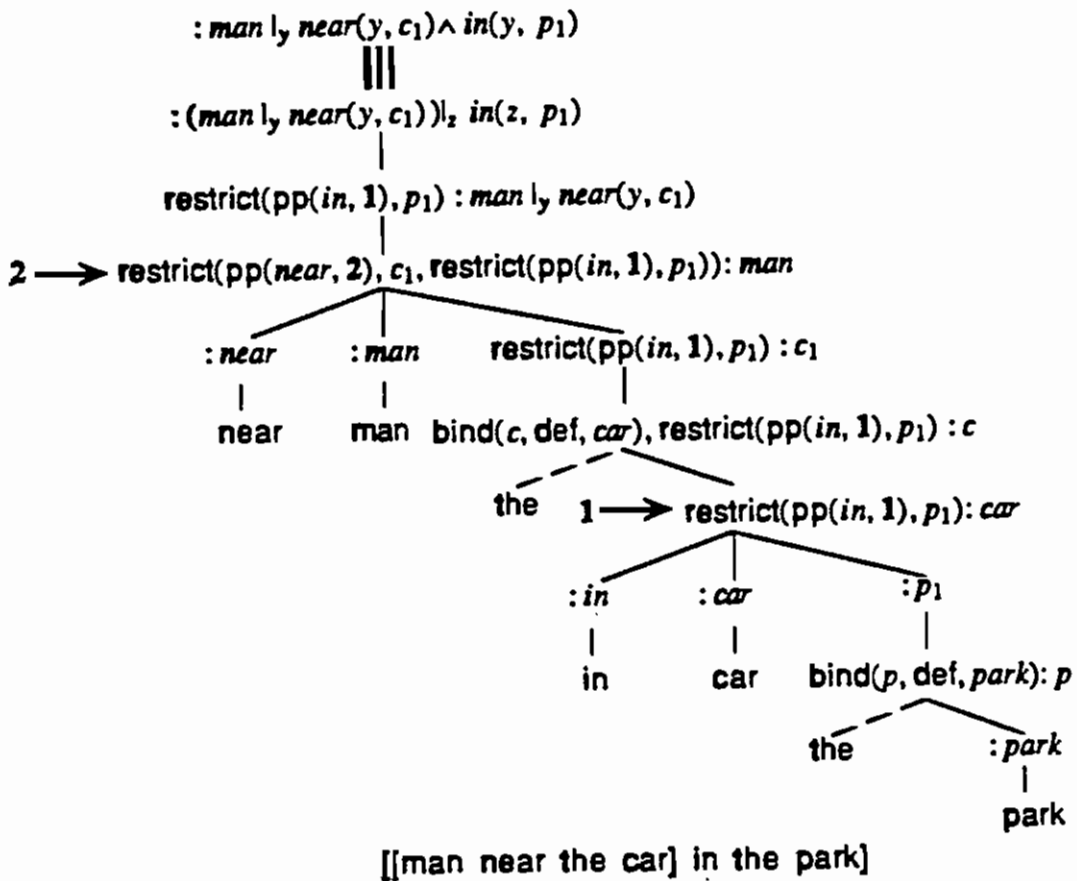 : man |y near(y, c1) ∧ in(y, p1)
|||
: (man |y near(y, c1))|z in(z, p1)
restrict(pp(in, 1), p1) : man |y near(y, c1)
2 → restrict(pp(near, 2), c1, restrict(pp(in, 1), p1)): man
: near : man restrict(pp(in, 1), p1) : c1
near man bind(c, def, car), restrict(pp(in, 1), p1) : c
the 1 → restrict(pp(in, 1), p1): car
: in : car : p1
in car bind(p, def, park): p
the : park
park
[[man near the car] in the park]